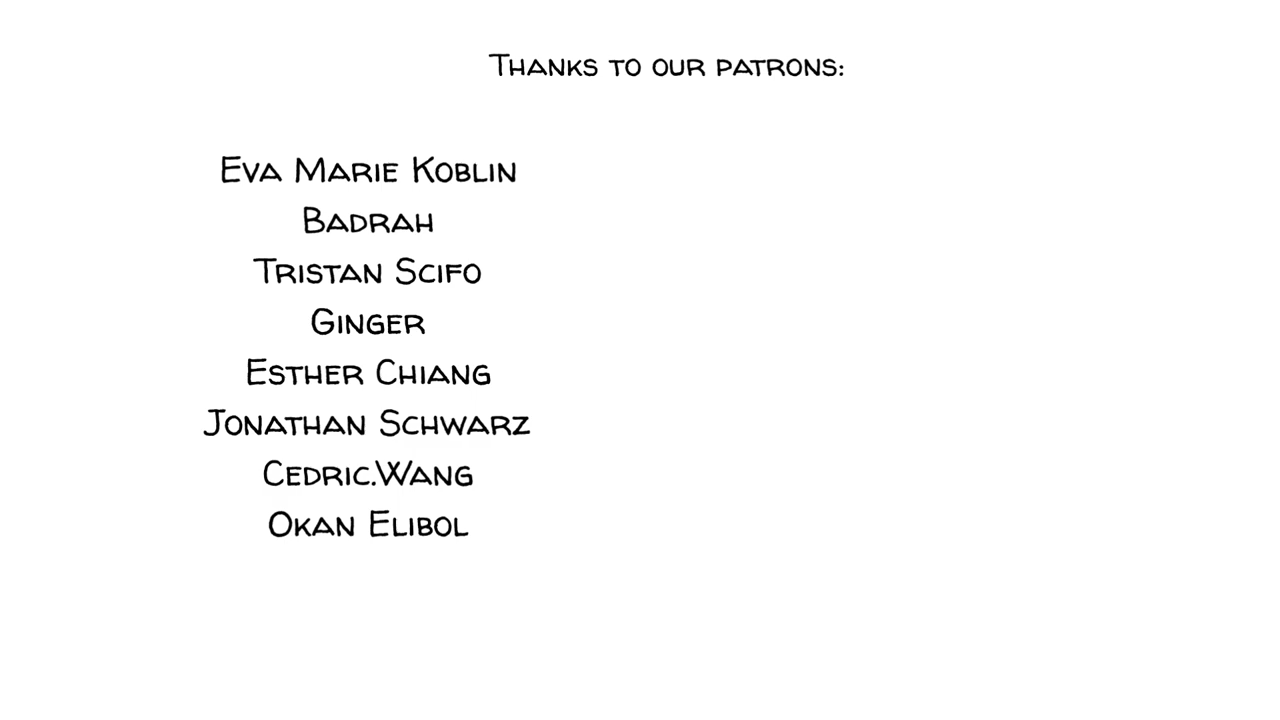 Thanks to our patrons:
Eva Marie Koblin
Badrah
Tristan Scifo
Ginger
Esther Chiang
Jonathan Schwarz
Cedric.Wang
Okan Elibol